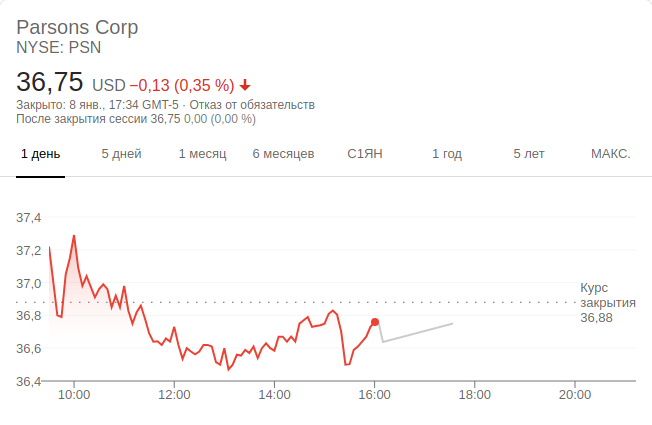 Parsons Corp
NYSE: PSN
36,75 USD −0,13 (0,35 %)
Закрыто: 8 янв., 17:34 GMT-5 · Отказ от обязательств
После закрытия сессии 36,75 0,00 (0,00 %)
1 день 5 дней 1 месяц 6 месяцев С1ЯН 1 год 5 лет МАКС.
37,4
37,2
37,0
36,8
36,6
36,4
Курс
закрытия
36,88
10:00 12:00 14:00 16:00 18:00 20:00